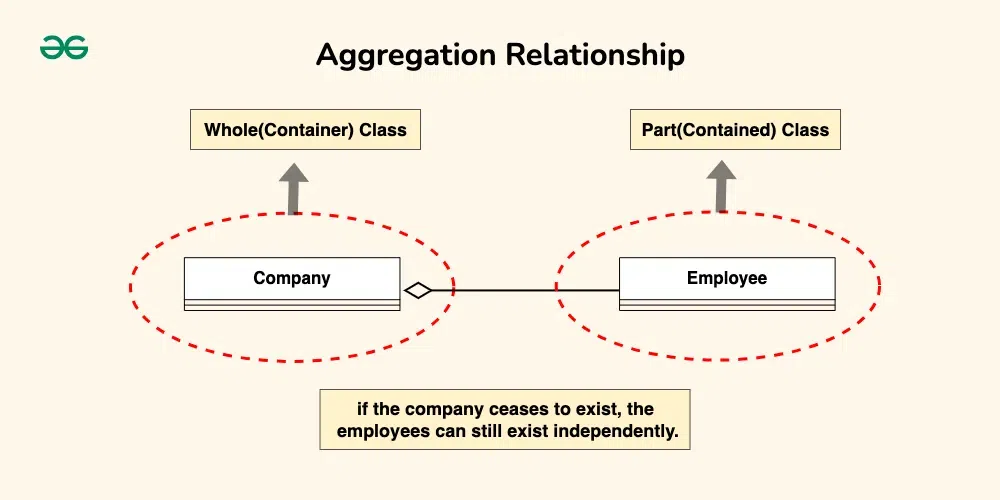 Aggregation Relationship
Whole(Container) Class
Part(Contained) Class
Company
Employee
if the company ceases to exist, the
employees can still exist independently.